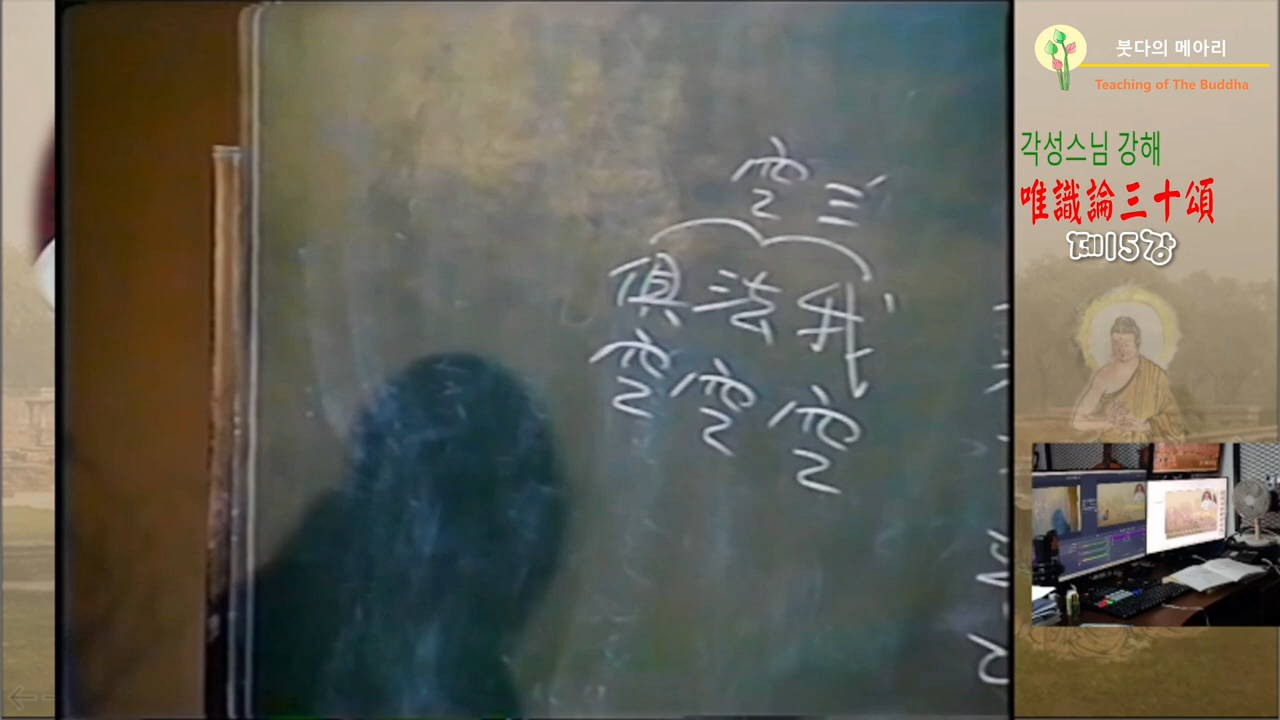 三空
我空
法空
俱空
붓다의 메아리
Teaching of The Buddha
각성스님 강해
唯識論三十頌
제15강